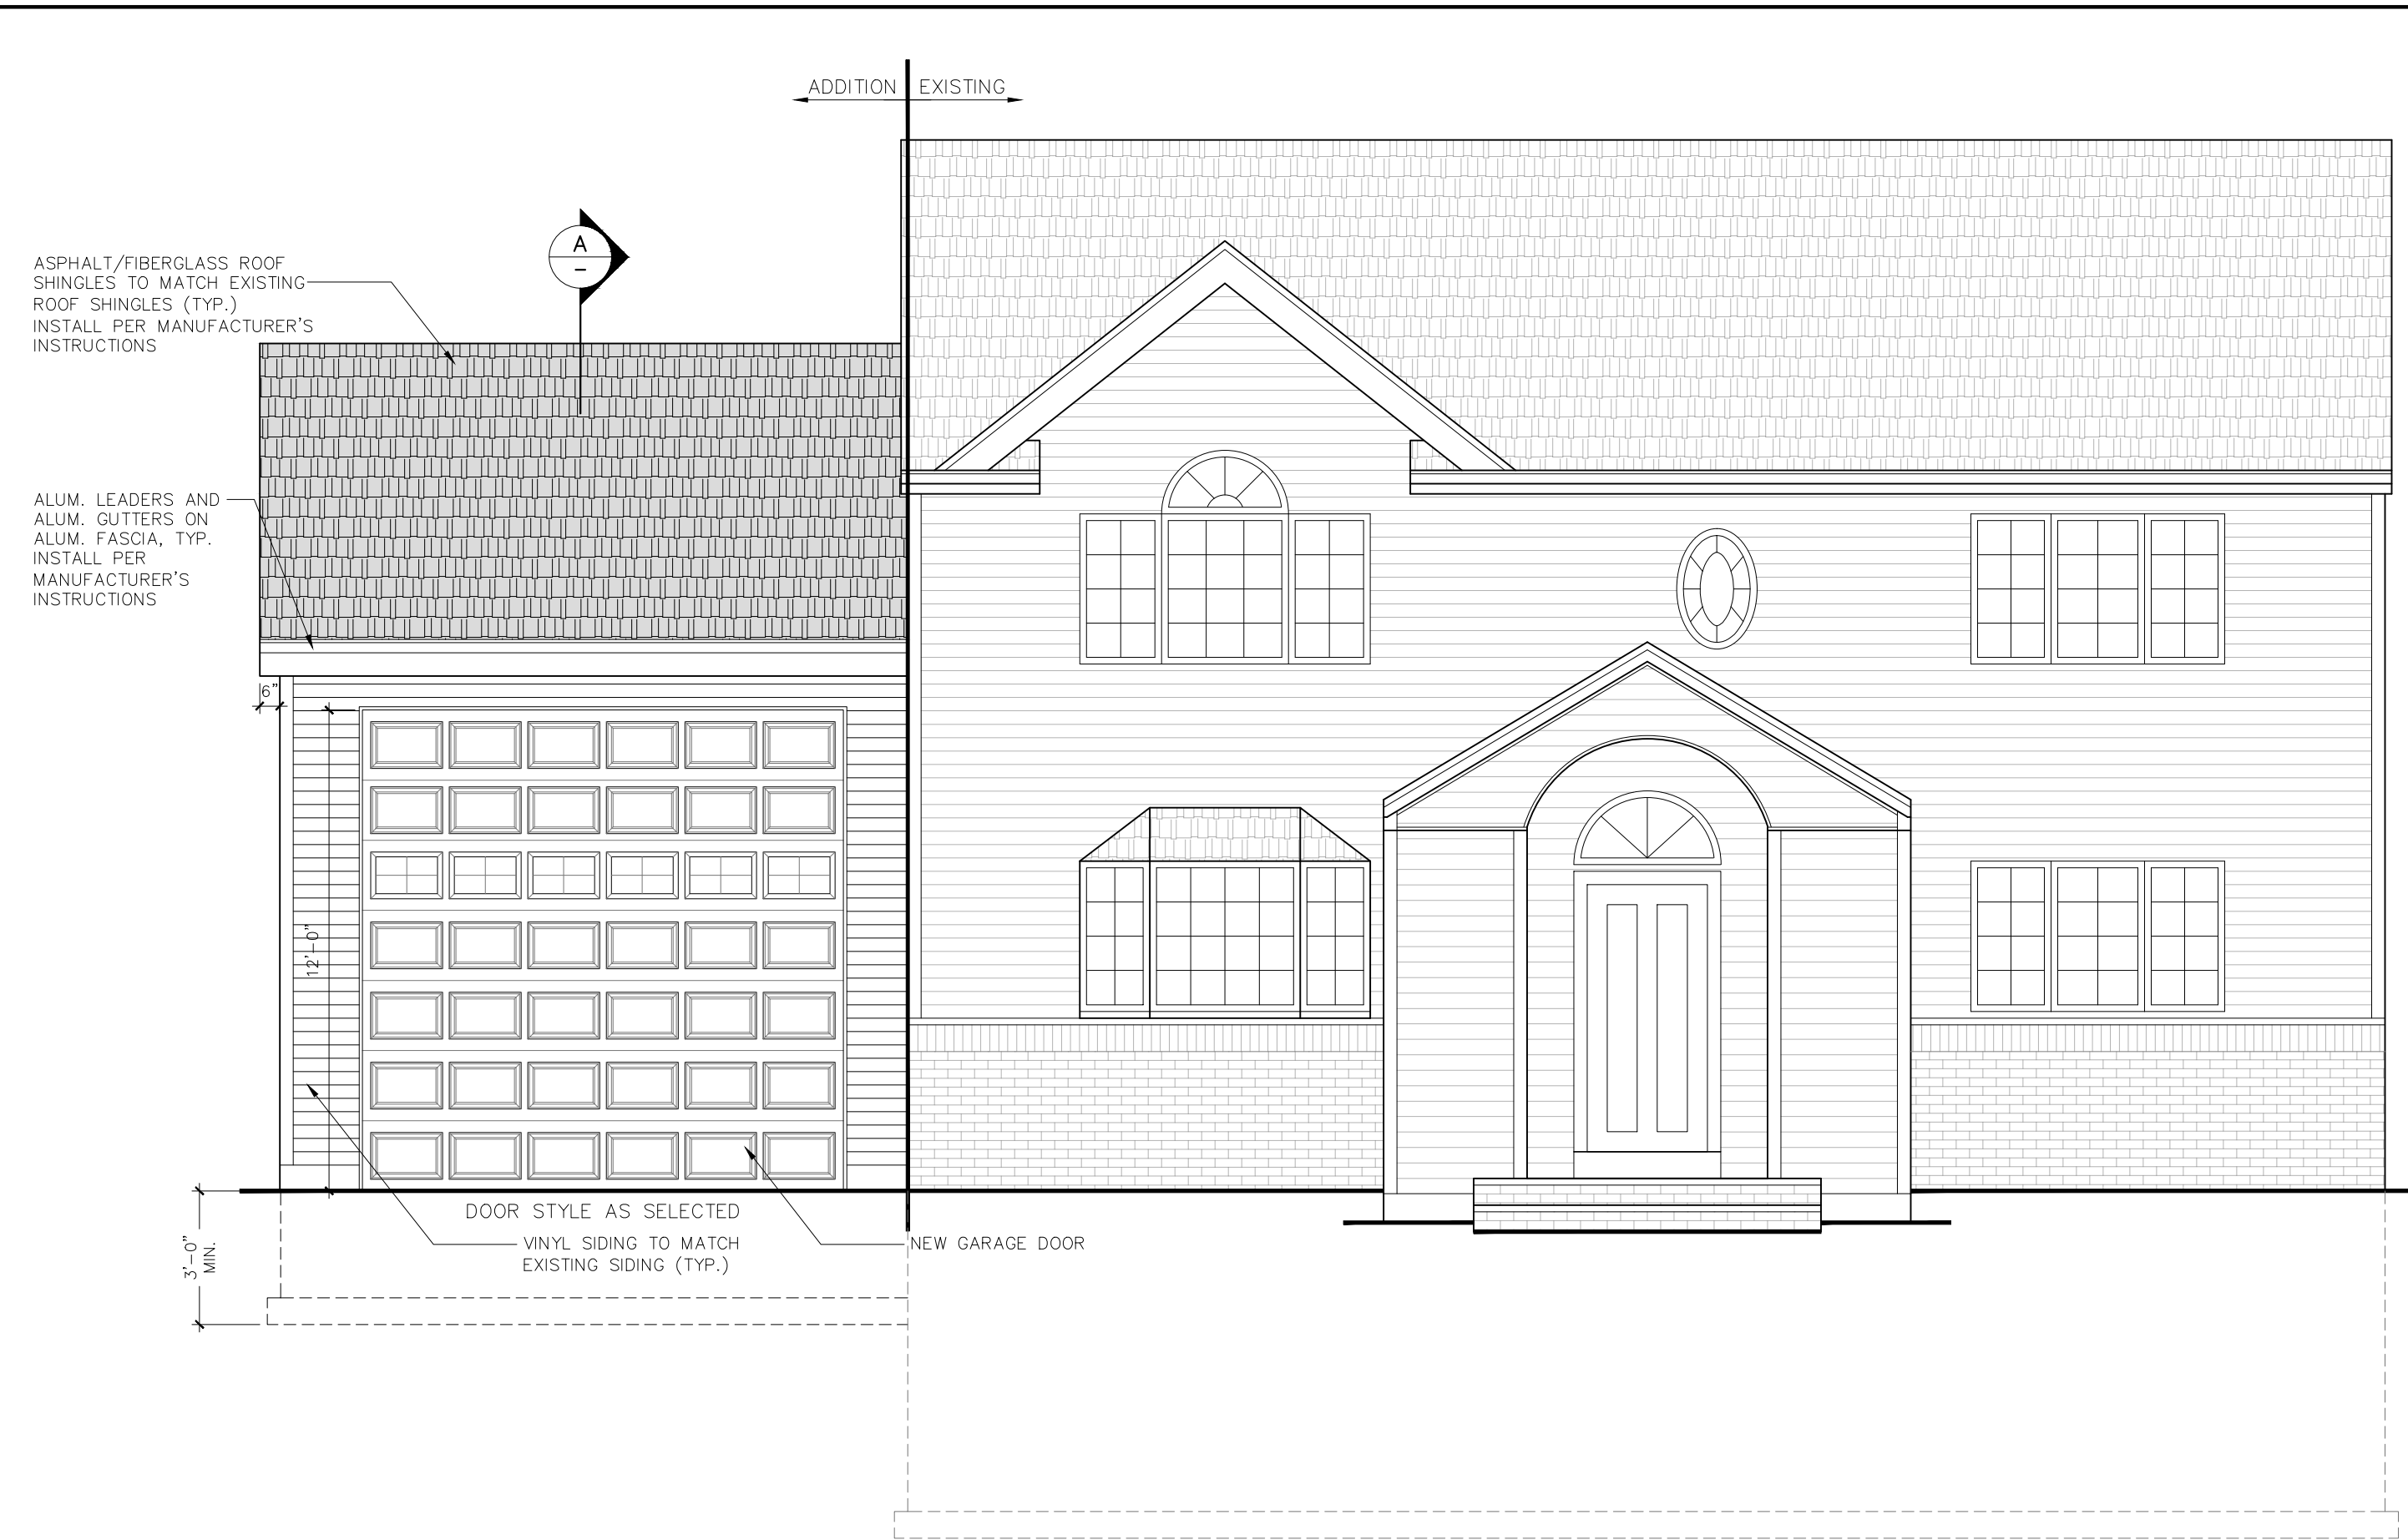 ADDITION EXISTING
A
-
ASPHALT/FIBERGLASS ROOF
SHINGLES TO MATCH EXISTING
ROOF SHINGLES (TYP.)
INSTALL PER MANUFACTURER'S
INSTRUCTIONS
ALUM. LEADERS AND
ALUM. GUTTERS ON
ALUM. FASCIA, TYP.
INSTALL PER
MANUFACTURER'S
INSTRUCTIONS
6"
12'-0"
DOOR STYLE AS SELECTED
VINYL SIDING TO MATCH
EXISTING SIDING (TYP.)
NEW GARAGE DOOR
3'-0"
MIN.